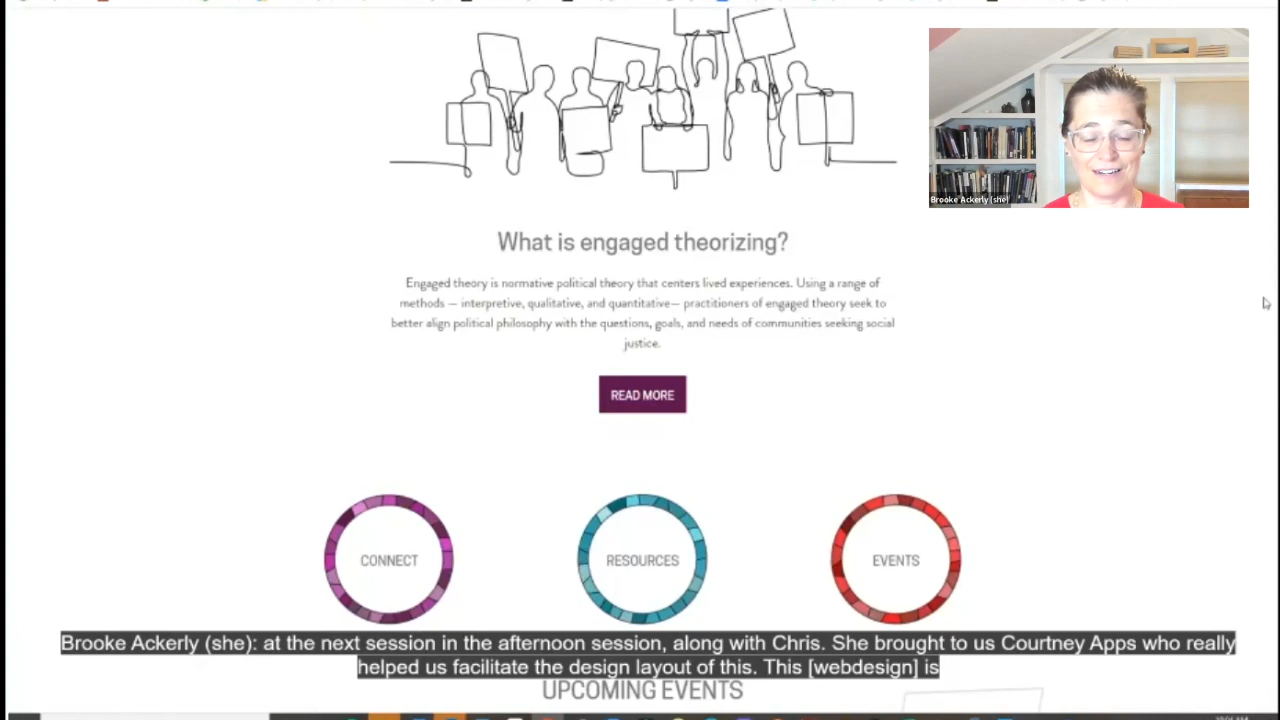 Brooke Ackerly (she)
What is engaged theorizing?
Engaged theory is normative political theory that centers lived experiences. Using a range of
methods — interpretive, qualitative, and quantitative— practitioners of engaged theory seek to
better align political philosophy with the questions, goals, and needs of communities seeking social
justice.
READ MORE
CONNECT
RESOURCES
EVENTS
Brooke Ackerly (she): at the next session in the afternoon session, along with Chris. She brought to us Courtney Apps who really
helped us facilitate the design layout of this. This [webdesign] is
UPCOMING EVENTS